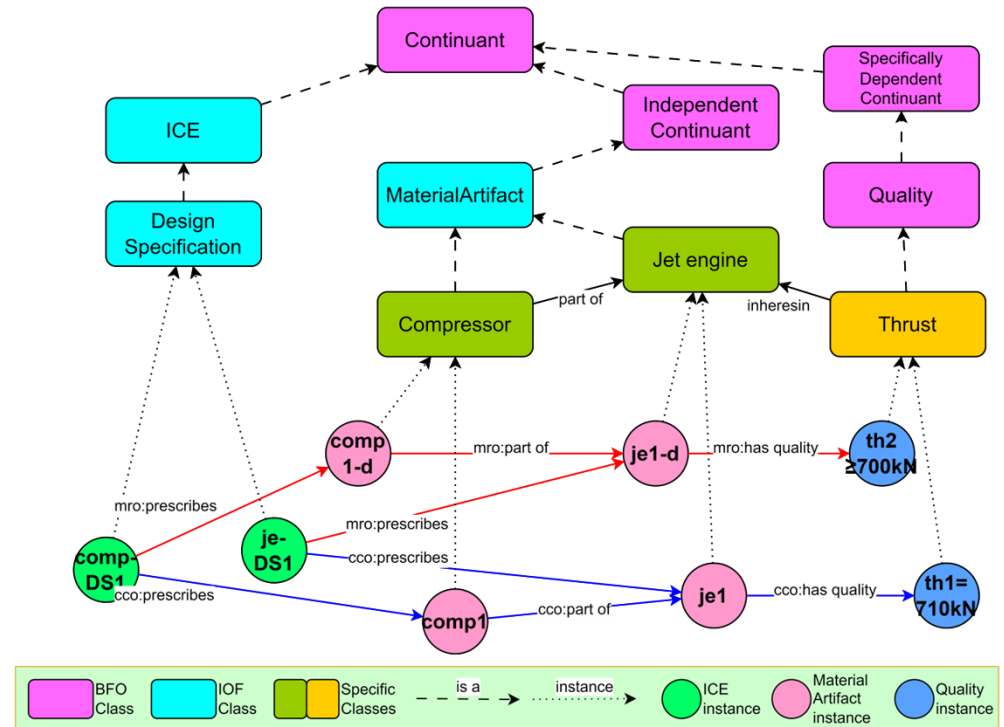 Continuant
Specifically
Dependent
Continuant
ICE
Independent
Continuant
MaterialArtifact
Quality
Design
Specification
Jet engine
part of
inheresin
Compressor
Thrust
comp
1-d
mro:part of
je1-d
mro:has quality
th2
≥700kN
mro:prescribes
mro:prescribes
je-
DS1
comp-
DS1
cco:prescribes
cco:prescribes
je1
cco:has quality
th1=
710kN
comp1
cco:part of
BFO
Class
IOF
Class
Specific
Classes
is a
instance
ICE
instance
Material
Artifact
instance
Quality
instance